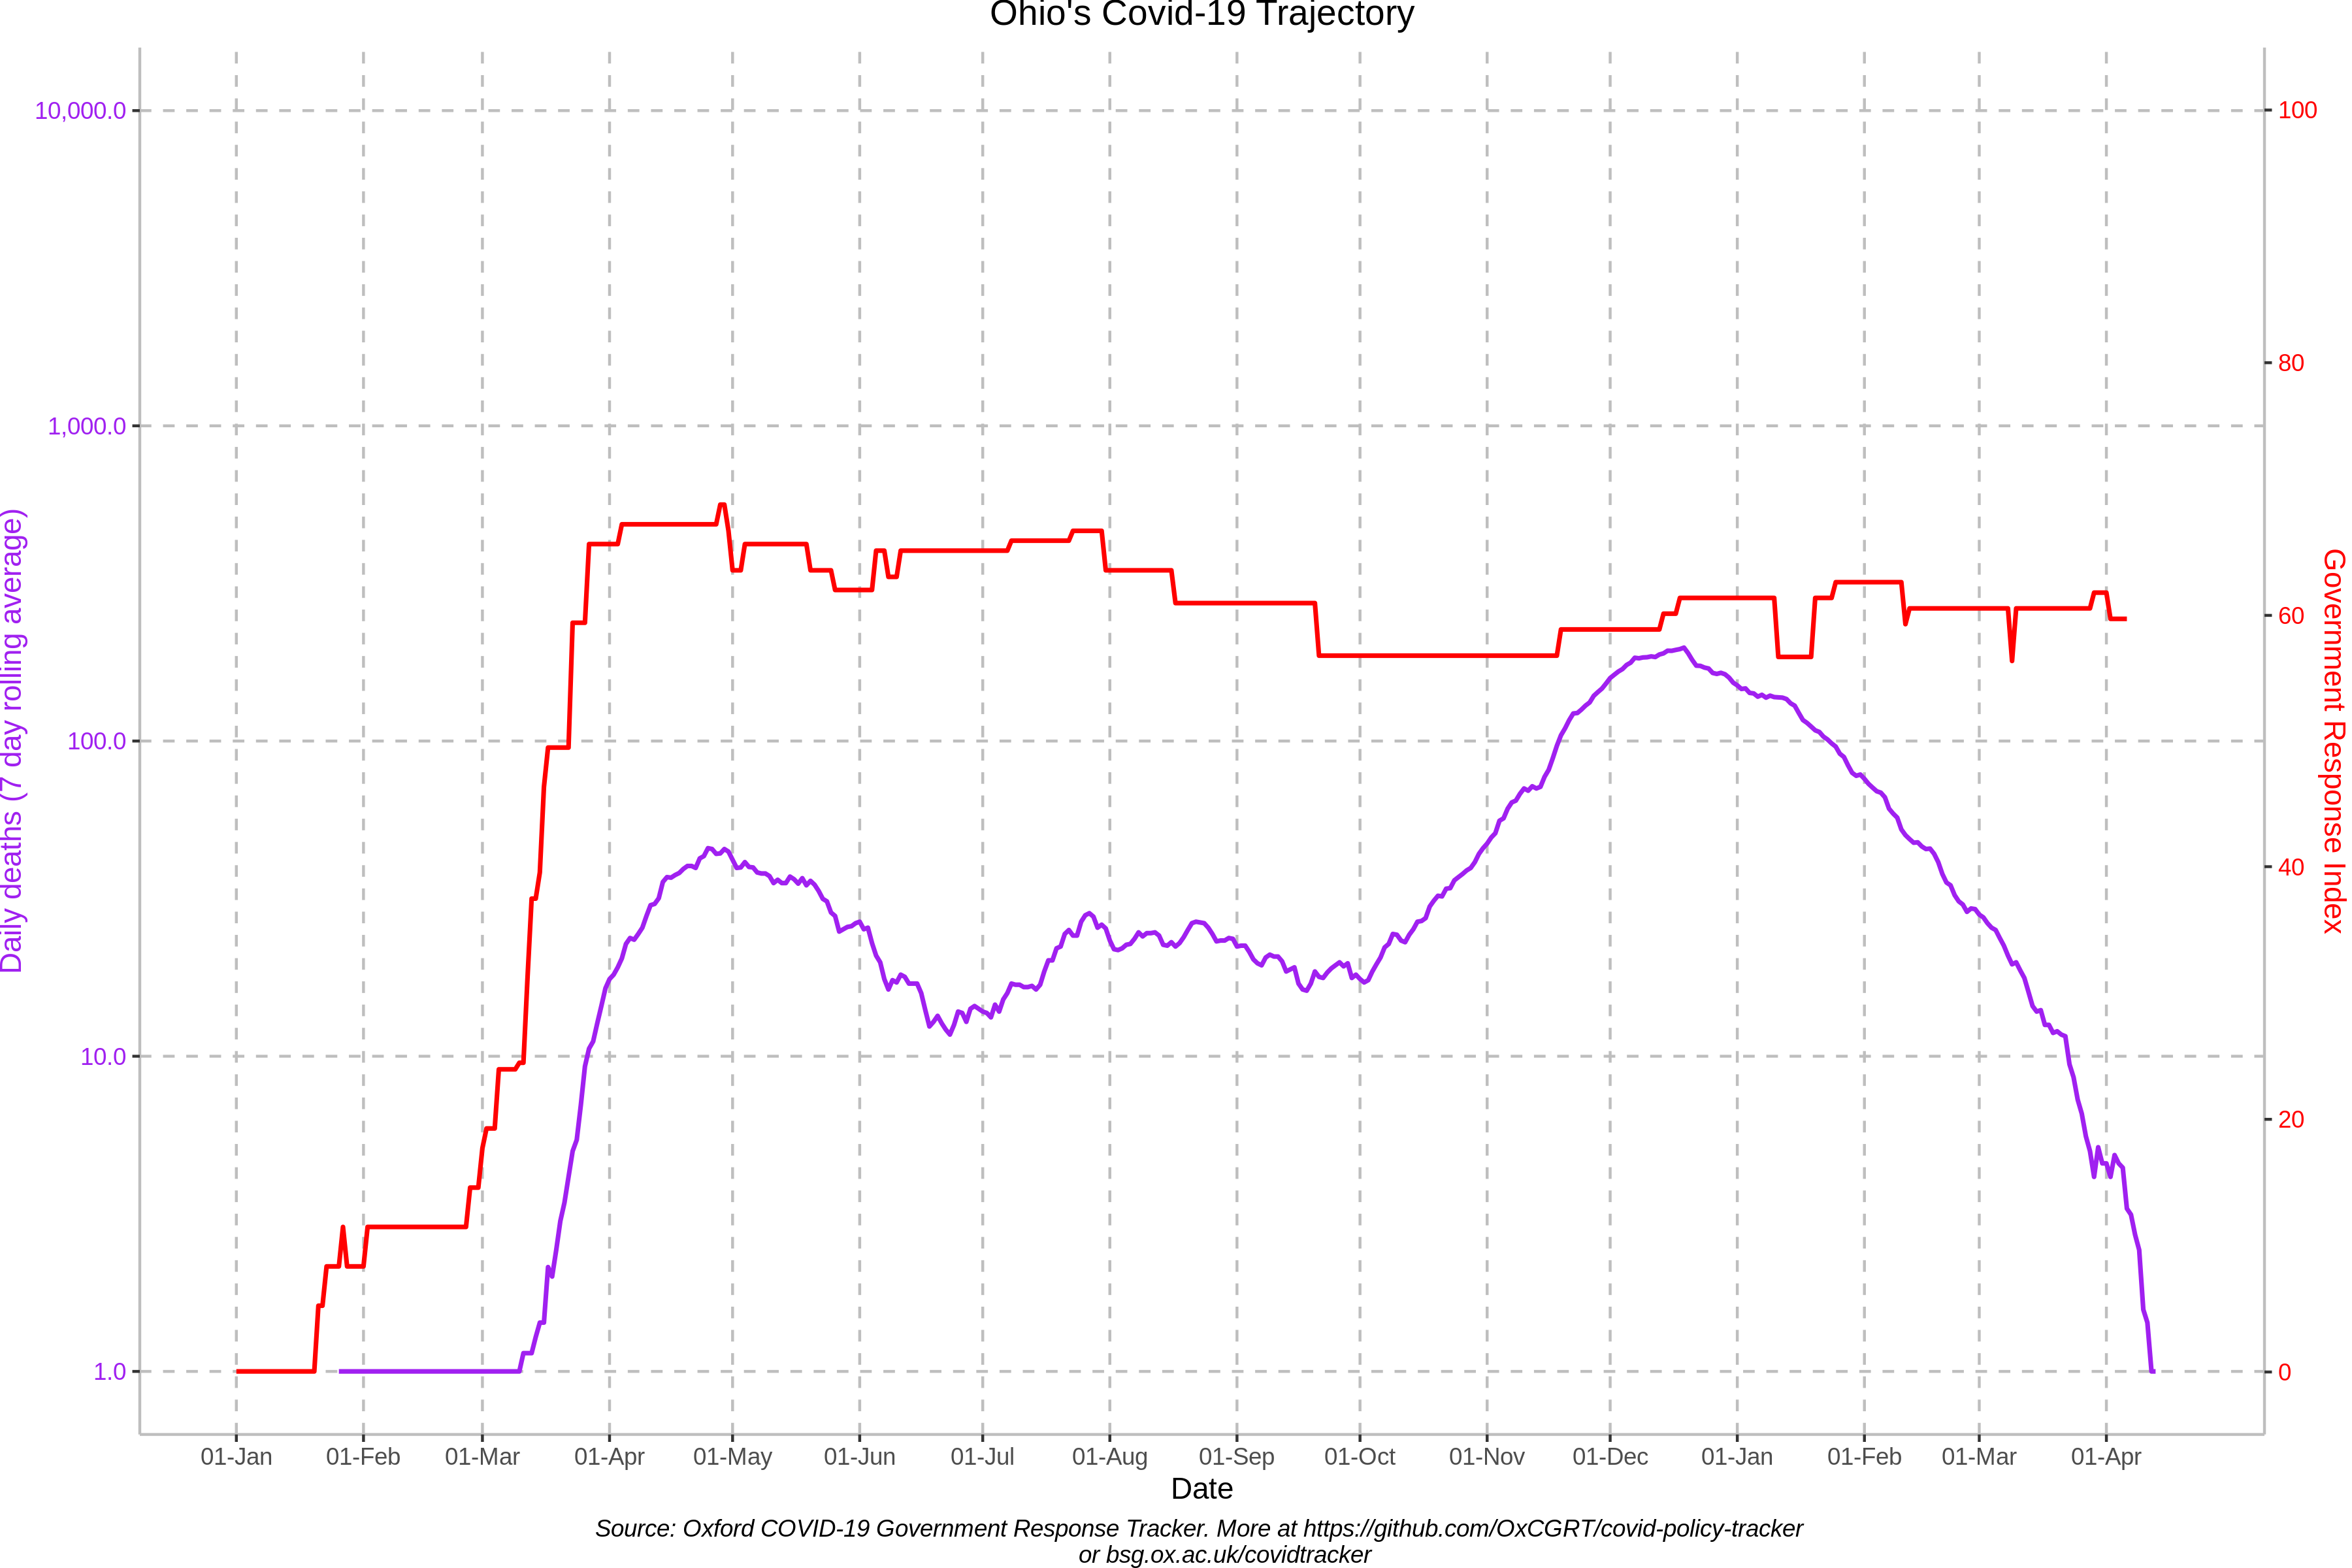 Ohio's Covid-19 Trajectory
10,000.0
1,000.0
100.0
10.0
1.0
Daily deaths (7 day rolling average)
100
80
60
40
20
0
Government Response Index
01-Jan 01-Feb 01-Mar 01-Apr 01-May 01-Jun 01-Jul 01-Aug 01-Sep 01-Oct 01-Nov 01-Dec 01-Jan 01-Feb 01-Mar 01-Apr
Date
Source: Oxford COVID-19 Government Response Tracker. More at https://github.com/OxCGRT/covid-policy-tracker
or bsg.ox.ac.uk/covidtracker